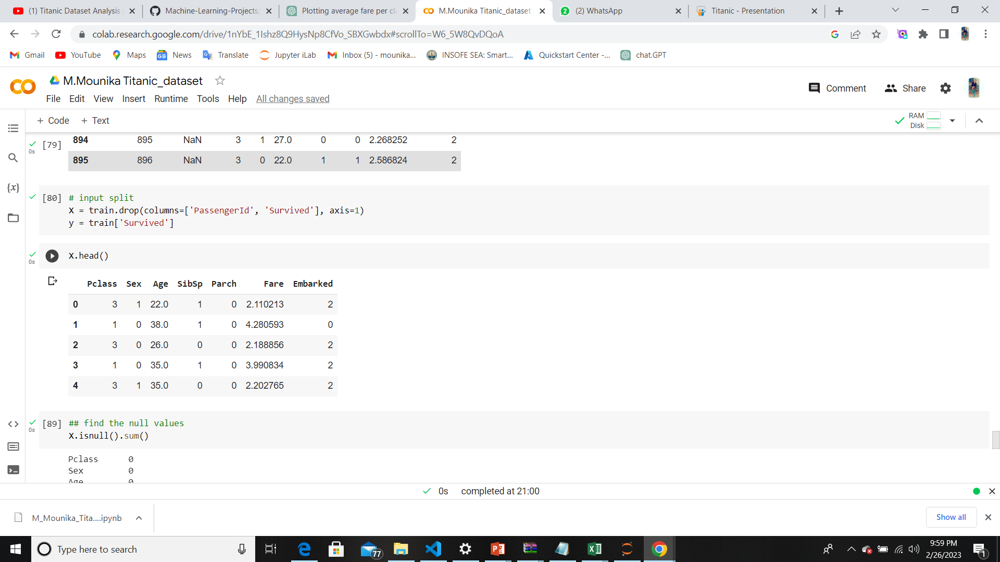 (1) Titanic Dataset Analysis
Machine-Learning-Projects/
Plotting average fare per cla
M.Mounika Titanic_dataset
(2) WhatsApp
Titanic - Presentation
colab.research.google.com/drive/1nYbE_1Ishz8Q9HysNp8CfVo_SBXGwbdx#scrollTo=W6_5W8QvDQoA
Gmail YouTube Maps News Translate Jupyter iLab Inbox (5) - mounika... INSOFE SEA: Smart... Quickstart Center -... chat.GPT
M.Mounika Titanic_dataset
Comment Share
File Edit View Insert Runtime Tools Help All changes saved
+ Code + Text
RAM
Disk
[79]
0s
894 895 NaN 3 1 27.0 0 0 2.268252 2
895 896 NaN 3 0 22.0 1 1 2.586824 2
{x}
[80] # input split
X = train.drop(columns=['PassengerId', 'Survived'], axis=1)
y = train['Survived']
0s
X.head()
Pclass Sex Age SibSp Parch Fare Embarked
0 3 1 22.0 1 0 2.110213 2
1 1 0 38.0 1 0 4.280593 0
2 3 0 26.0 0 0 2.188856 2
3 1 0 35.0 1 0 3.990834 2
4 3 1 35.0 0 0 2.202765 2
[89] ## find the null values
0s
X.isnull().sum()
Pclass 0
Sex 0
Age 0
0s completed at 21:00
M_Mounika_Tita....ipynb
Show all
Type here to search
77
9:59 PM
2/26/2023
1